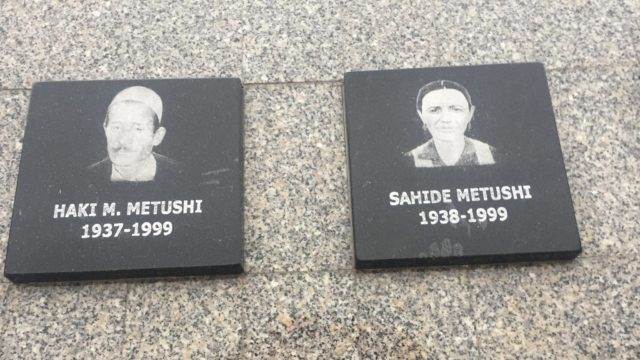 HAKI M. METUSHI
1937-1999
SAHIDE METUSHI
1938-1999